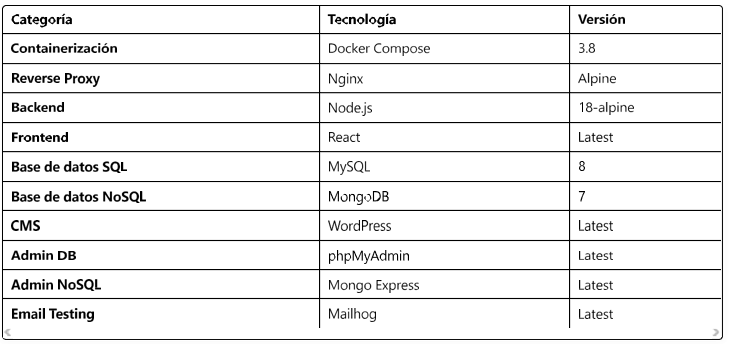 Categoría Tecnología Versión
Containerización Docker Compose 3.8
Reverse Proxy Nginx Alpine
Backend Node.js 18-alpine
Frontend React Latest
Base de datos SQL MySQL 8
Base de datos NoSQL MongoDB 7
CMS WordPress Latest
Admin DB phpMyAdmin Latest
Admin NoSQL Mongo Express Latest
Email Testing Mailhog Latest